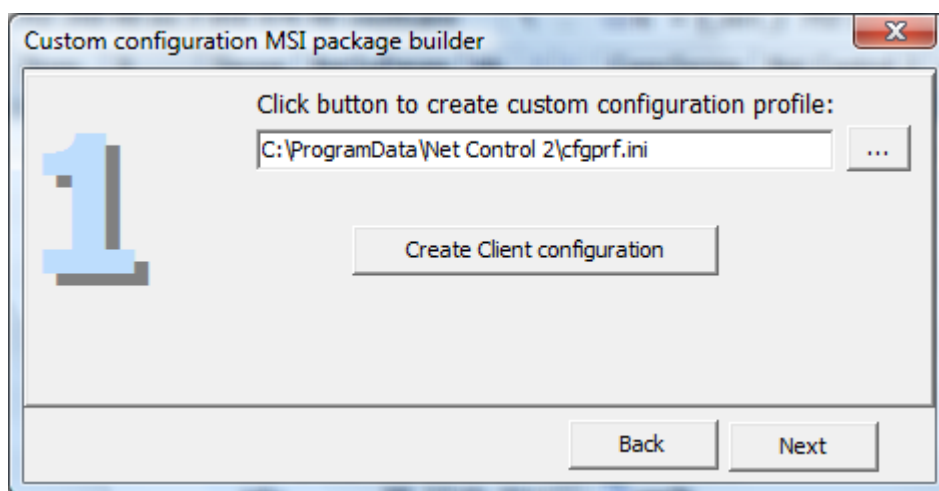 Custom configuration MSI package builder
X
Click button to create custom configuration profile:
C:\ProgramData\Net Control 2\cfgprf.ini
...
1
Create Client configuration
Back
Next